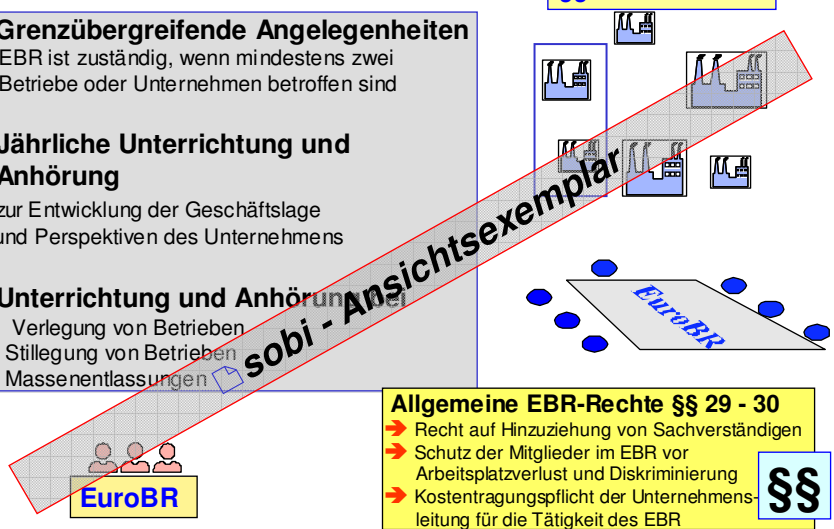 Grenzübergreifende Angelegenheiten
EBR ist zuständig, wenn mindestens zwei
Betriebe oder Unternehmen betroffen sind
Jährliche Unterrichtung und
Anhörung
zur Entwicklung der Geschäftslage
und Perspektiven des Unternehmens
Unterrichtung und Anhörung bei
Verlegung von Betrieben
Stillegung von Betrieben
Massenentlassungen
sobi - Ansichtsexemplar
EuroBR
EuroBR
Allgemeine EBR-Rechte §§ 29 - 30
Recht auf Hinzuziehung von Sachverständigen
Schutz der Mitglieder im EBR vor
Arbeitsplatzverlust und Diskriminierung
Kostentragungspflicht der Unternehmens-
leitung für die Tätigkeit des EBR
§§